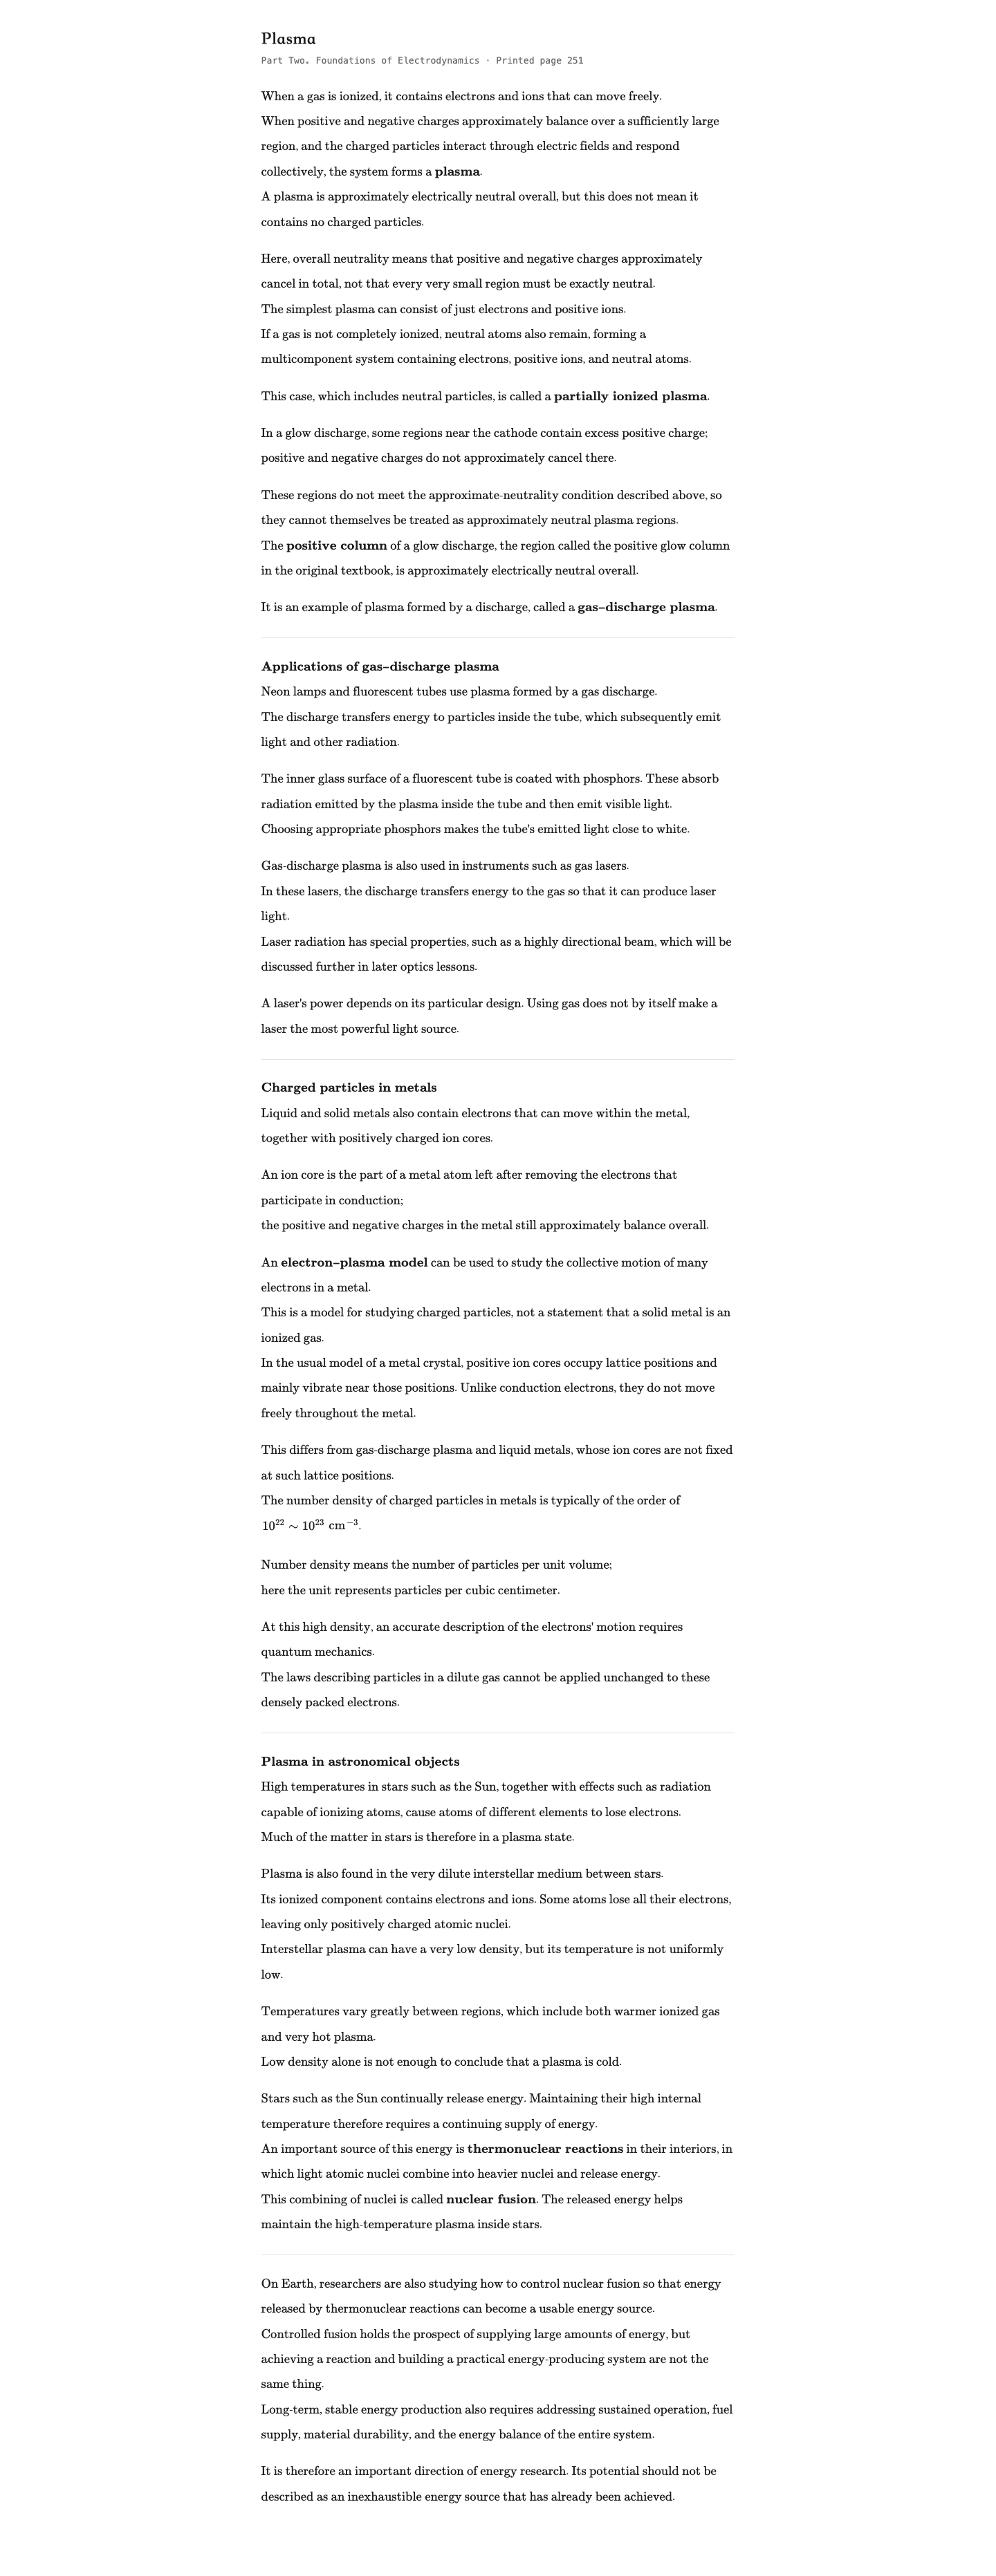 Plasma
Part Two. Foundations of Electrodynamics · Printed page 251
When a gas is ionized, it contains electrons and ions that can move freely.
When positive and negative charges approximately balance over a sufficiently large
region, and the charged particles interact through electric fields and respond
collectively, the system forms a plasma.
A plasma is approximately electrically neutral overall, but this does not mean it
contains no charged particles.
Here, overall neutrality means that positive and negative charges approximately
cancel in total, not that every very small region must be exactly neutral.
The simplest plasma can consist of just electrons and positive ions.
If a gas is not completely ionized, neutral atoms also remain, forming a
multicomponent system containing electrons, positive ions, and neutral atoms.
This case, which includes neutral particles, is called a partially ionized plasma.
In a glow discharge, some regions near the cathode contain excess positive charge;
positive and negative charges do not approximately cancel there.
These regions do not meet the approximate-neutrality condition described above, so
they cannot themselves be treated as approximately neutral plasma regions.
The positive column of a glow discharge, the region called the positive glow column
in the original textbook, is approximately electrically neutral overall.
It is an example of plasma formed by a discharge, called a gas-discharge plasma.
Applications of gas-discharge plasma
Neon lamps and fluorescent tubes use plasma formed by a gas discharge.
The discharge transfers energy to particles inside the tube, which subsequently emit
light and other radiation.
The inner glass surface of a fluorescent tube is coated with phosphors. These absorb
radiation emitted by the plasma inside the tube and then emit visible light.
Choosing appropriate phosphors makes the tube's emitted light close to white.
Gas-discharge plasma is also used in instruments such as gas lasers.
In these lasers, the discharge transfers energy to the gas so that it can produce laser
light.
Laser radiation has special properties, such as a highly directional beam, which will be
discussed further in later optics lessons.
A laser's power depends on its particular design. Using gas does not by itself make a
laser the most powerful light source.
Charged particles in metals
Liquid and solid metals also contain electrons that can move within the metal,
together with positively charged ion cores.
An ion core is the part of a metal atom left after removing the electrons that
participate in conduction;
the positive and negative charges in the metal still approximately balance overall.
An electron-plasma model can be used to study the collective motion of many
electrons in a metal.
This is a model for studying charged particles, not a statement that a solid metal is an
ionized gas.
In the usual model of a metal crystal, positive ion cores occupy lattice positions and
mainly vibrate near those positions. Unlike conduction electrons, they do not move
freely throughout the metal.
This differs from gas-discharge plasma and liquid metals, whose ion cores are not fixed
at such lattice positions.
The number density of charged particles in metals is typically of the order of
10²² ∼ 10²³ cm⁻³.
Number density means the number of particles per unit volume;
here the unit represents particles per cubic centimeter.
At this high density, an accurate description of the electrons' motion requires
quantum mechanics.
The laws describing particles in a dilute gas cannot be applied unchanged to these
densely packed electrons.
Plasma in astronomical objects
High temperatures in stars such as the Sun, together with effects such as radiation
capable of ionizing atoms, cause atoms of different elements to lose electrons.
Much of the matter in stars is therefore in a plasma state.
Plasma is also found in the very dilute interstellar medium between stars.
Its ionized component contains electrons and ions. Some atoms lose all their electrons,
leaving only positively charged atomic nuclei.
Interstellar plasma can have a very low density, but its temperature is not uniformly
low.
Temperatures vary greatly between regions, which include both warmer ionized gas
and very hot plasma.
Low density alone is not enough to conclude that a plasma is cold.
Stars such as the Sun continually release energy. Maintaining their high internal
temperature therefore requires a continuing supply of energy.
An important source of this energy is thermonuclear reactions in their interiors, in
which light atomic nuclei combine into heavier nuclei and release energy.
This combining of nuclei is called nuclear fusion. The released energy helps
maintain the high-temperature plasma inside stars.
On Earth, researchers are also studying how to control nuclear fusion so that energy
released by thermonuclear reactions can become a usable energy source.
Controlled fusion holds the prospect of supplying large amounts of energy, but
achieving a reaction and building a practical energy-producing system are not the
same thing.
Long-term, stable energy production also requires addressing sustained operation, fuel
supply, material durability, and the energy balance of the entire system.
It is therefore an important direction of energy research. Its potential should not be
described as an inexhaustible energy source that has already been achieved.